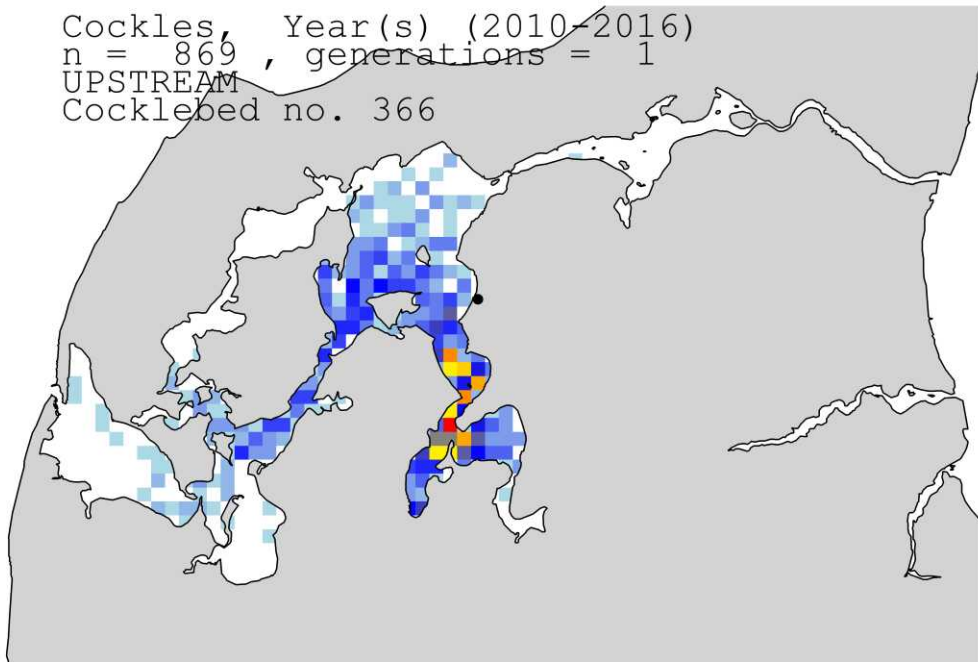 Cockles, Year(s) (2010-2016)
n = 869 , generations = 1
UPSTREAM
Cocklebed no. 366